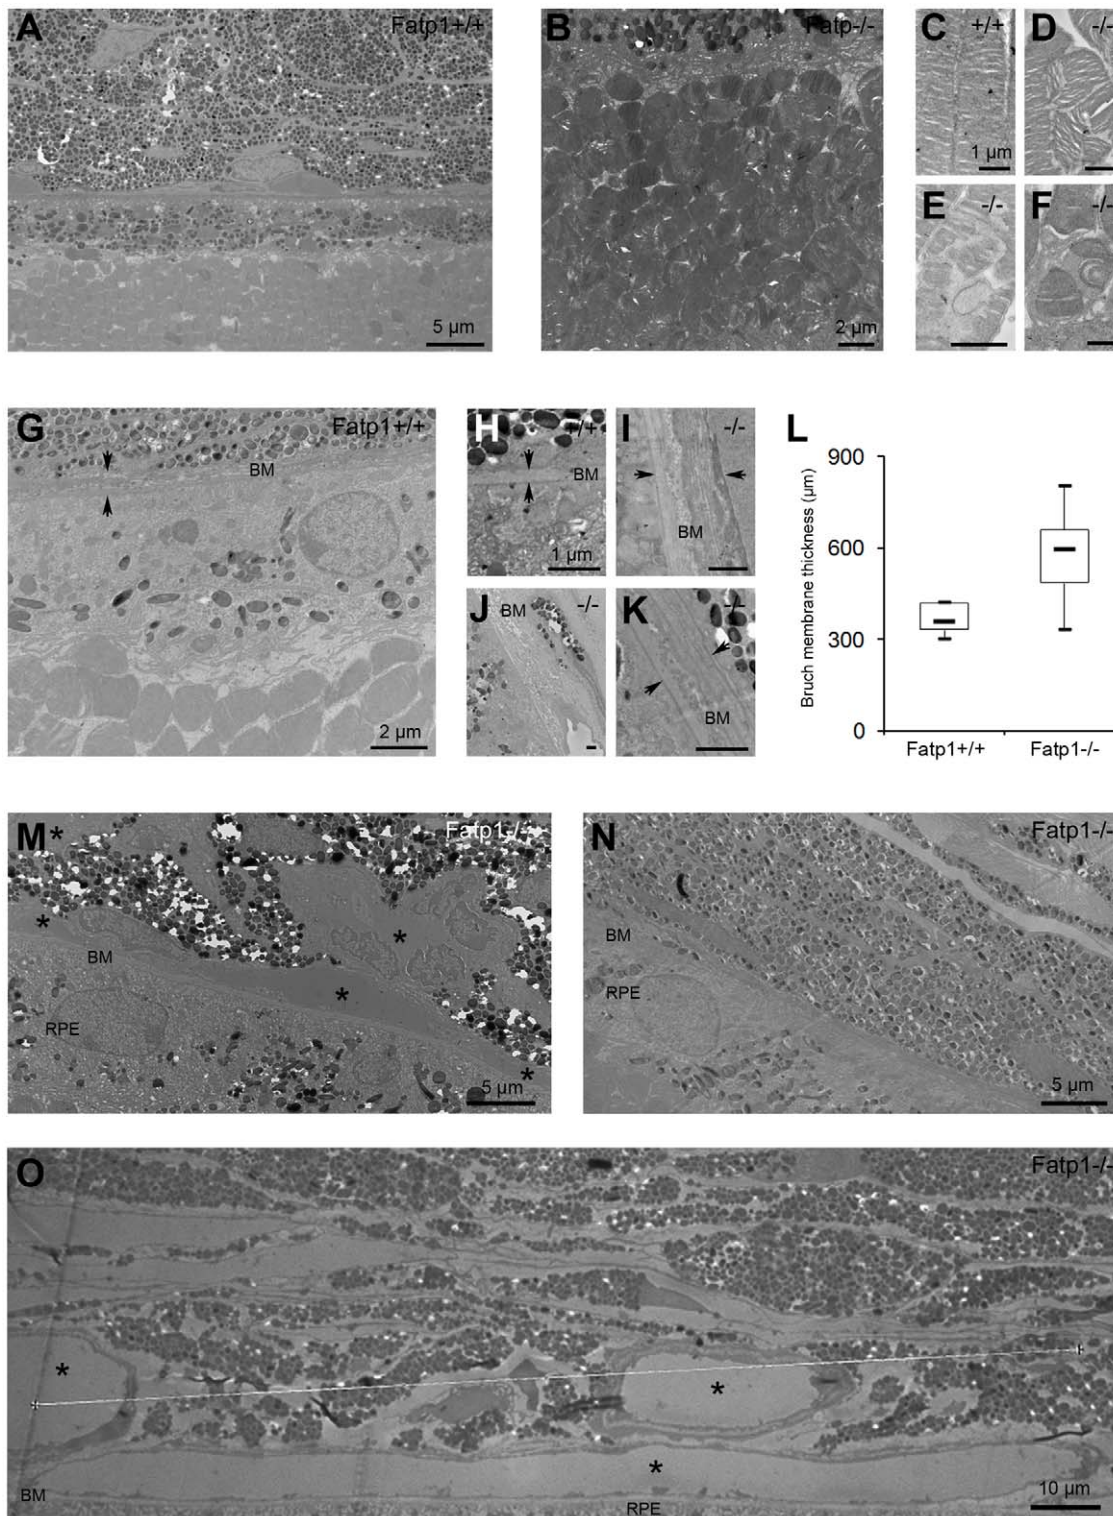 A Fatp1+/+
5 µm
B Fatp-/-
2 µm
C +/+
1 µm
D -/-
E -/-
F -/-
G Fatp1+/+
BM
2 µm
H +/+
BM
1 µm
I -/-
BM
J BM -/-
K -/-
BM
L
Bruch membrane thickness (µm)
900
600
300
0
Fatp1+/+ Fatp1-/-
M * Fatp1-/-
*
*
BM
*
RPE
*
5 µm
N Fatp1-/-
BM
RPE
5 µm
O Fatp1-/-
*
*
*
BM
RPE
10 µm